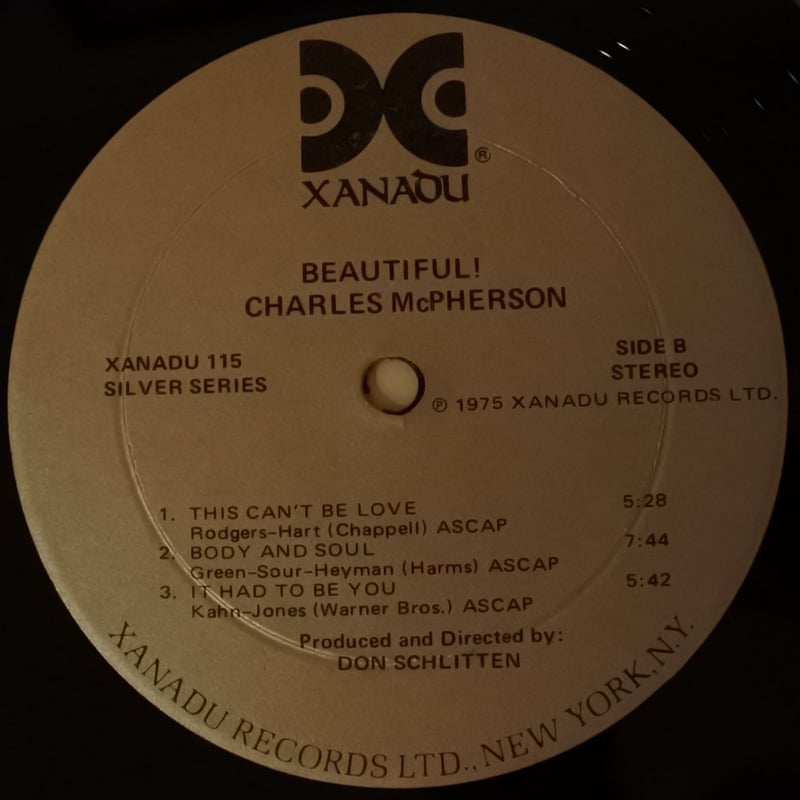 ®
XANADU
BEAUTIFUL!
CHARLES McPHERSON
XANADU 115
SILVER SERIES
SIDE B
STEREO
℗ 1975 XANADU RECORDS LTD.
1. THIS CAN'T BE LOVE 5:28
Rodgers-Hart (Chappell) ASCAP
2. BODY AND SOUL 7:44
Green-Sour-Heyman (Harms) ASCAP
3. IT HAD TO BE YOU 5:42
Kahn-Jones (Warner Bros.) ASCAP
Produced and Directed by:
DON SCHLITTEN
XANADU RECORDS LTD., NEW YORK, N.Y.